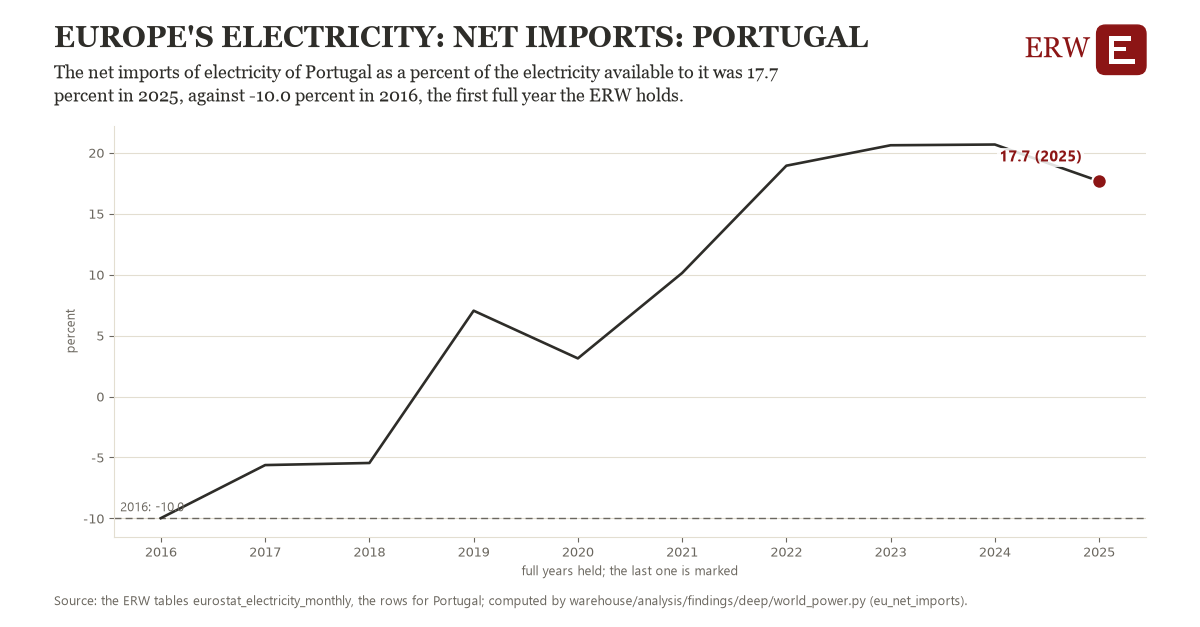 EUROPE'S ELECTRICITY: NET IMPORTS: PORTUGAL
ERW E
The net imports of electricity of Portugal as a percent of the electricity available to it was 17.7
percent in 2025, against -10.0 percent in 2016, the first full year the ERW holds.
20
15
10
5
0
-5
-10
percent
17.7 (2025)
2016: -10.0
2016 2017 2018 2019 2020 2021 2022 2023 2024 2025
full years held; the last one is marked
Source: the ERW tables eurostat_electricity_monthly, the rows for Portugal; computed by warehouse/analysis/findings/deep/world_power.py (eu_net_imports).